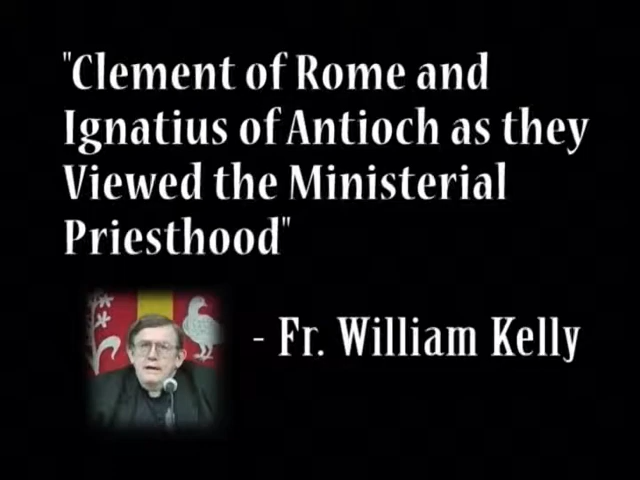 "Clement of Rome and
Ignatius of Antioch as they
Viewed the Ministerial
Priesthood"
- Fr. William Kelly